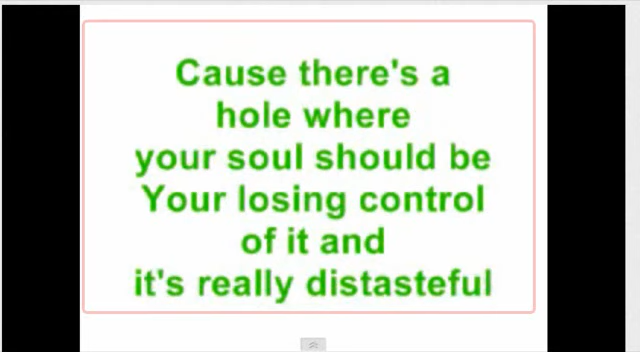 Cause there's a
hole where
your soul should be
Your losing control
of it and
it's really distasteful